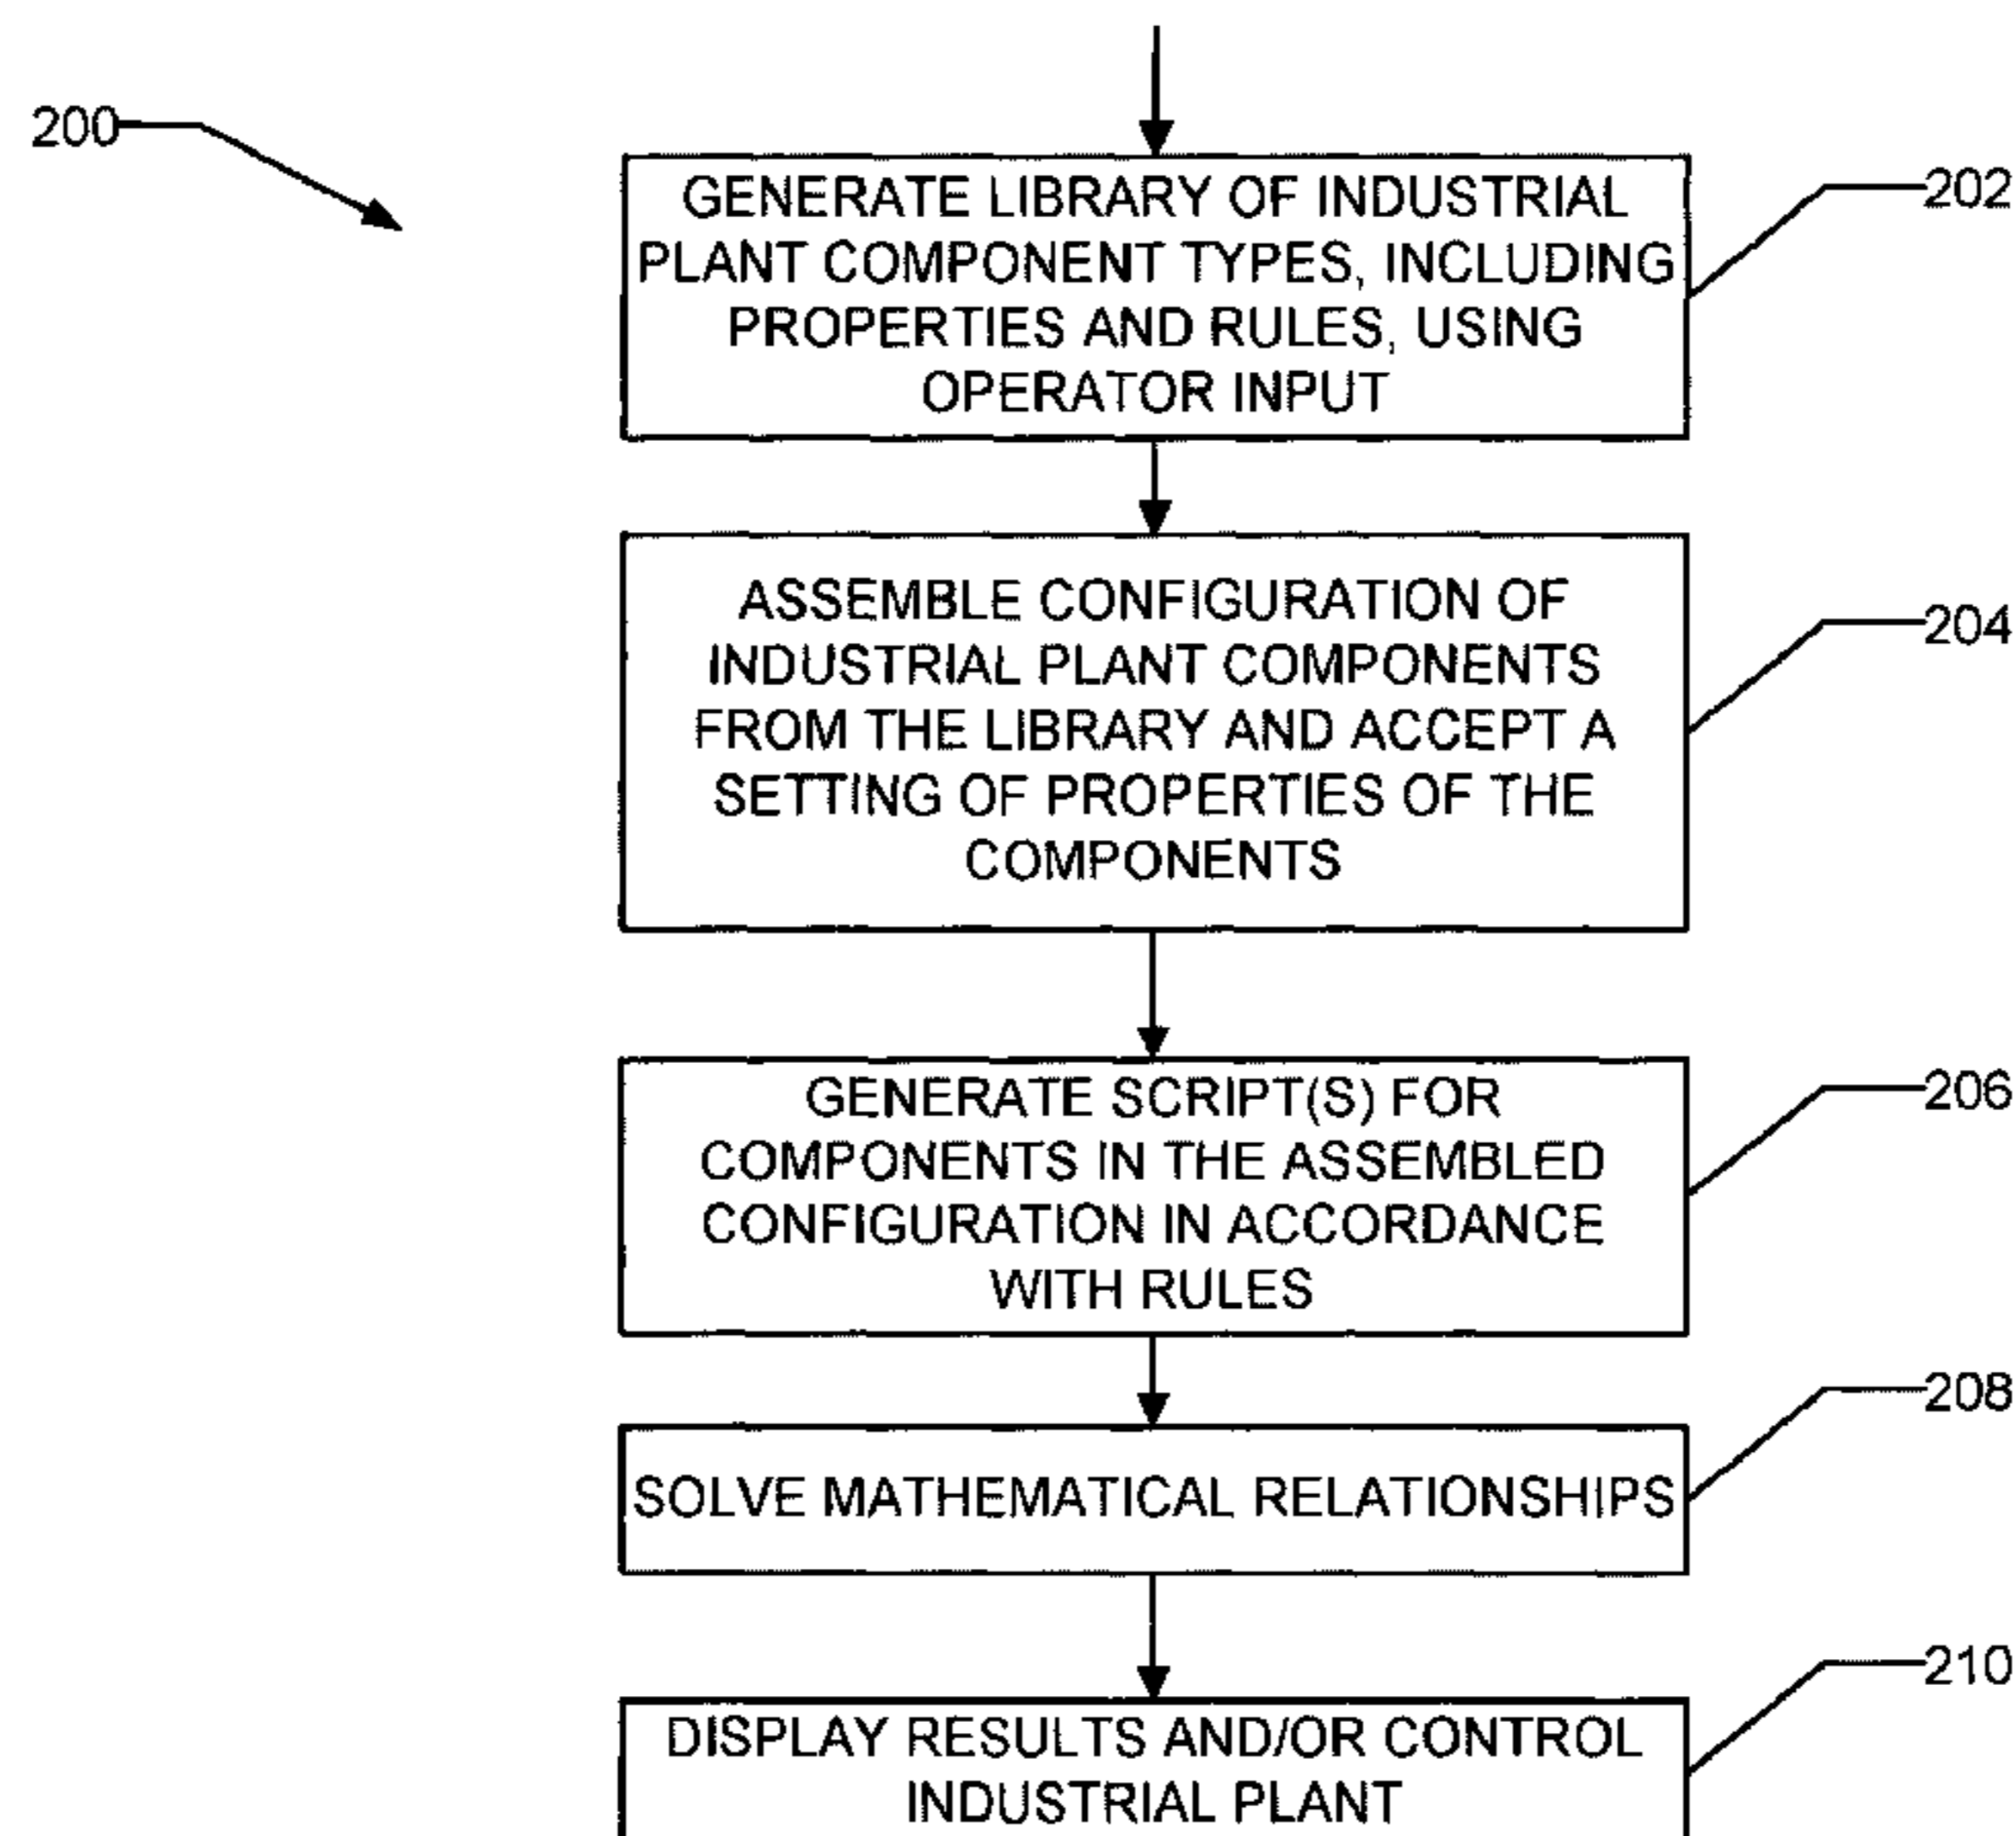 200
GENERATE LIBRARY OF INDUSTRIAL
PLANT COMPONENT TYPES, INCLUDING
PROPERTIES AND RULES, USING
OPERATOR INPUT
202
ASSEMBLE CONFIGURATION OF
INDUSTRIAL PLANT COMPONENTS
FROM THE LIBRARY AND ACCEPT A
SETTING OF PROPERTIES OF THE
COMPONENTS
204
GENERATE SCRIPT(S) FOR
COMPONENTS IN THE ASSEMBLED
CONFIGURATION IN ACCORDANCE
WITH RULES
206
SOLVE MATHEMATICAL RELATIONSHIPS
208
DISPLAY RESULTS AND/OR CONTROL
INDUSTRIAL PLANT
210